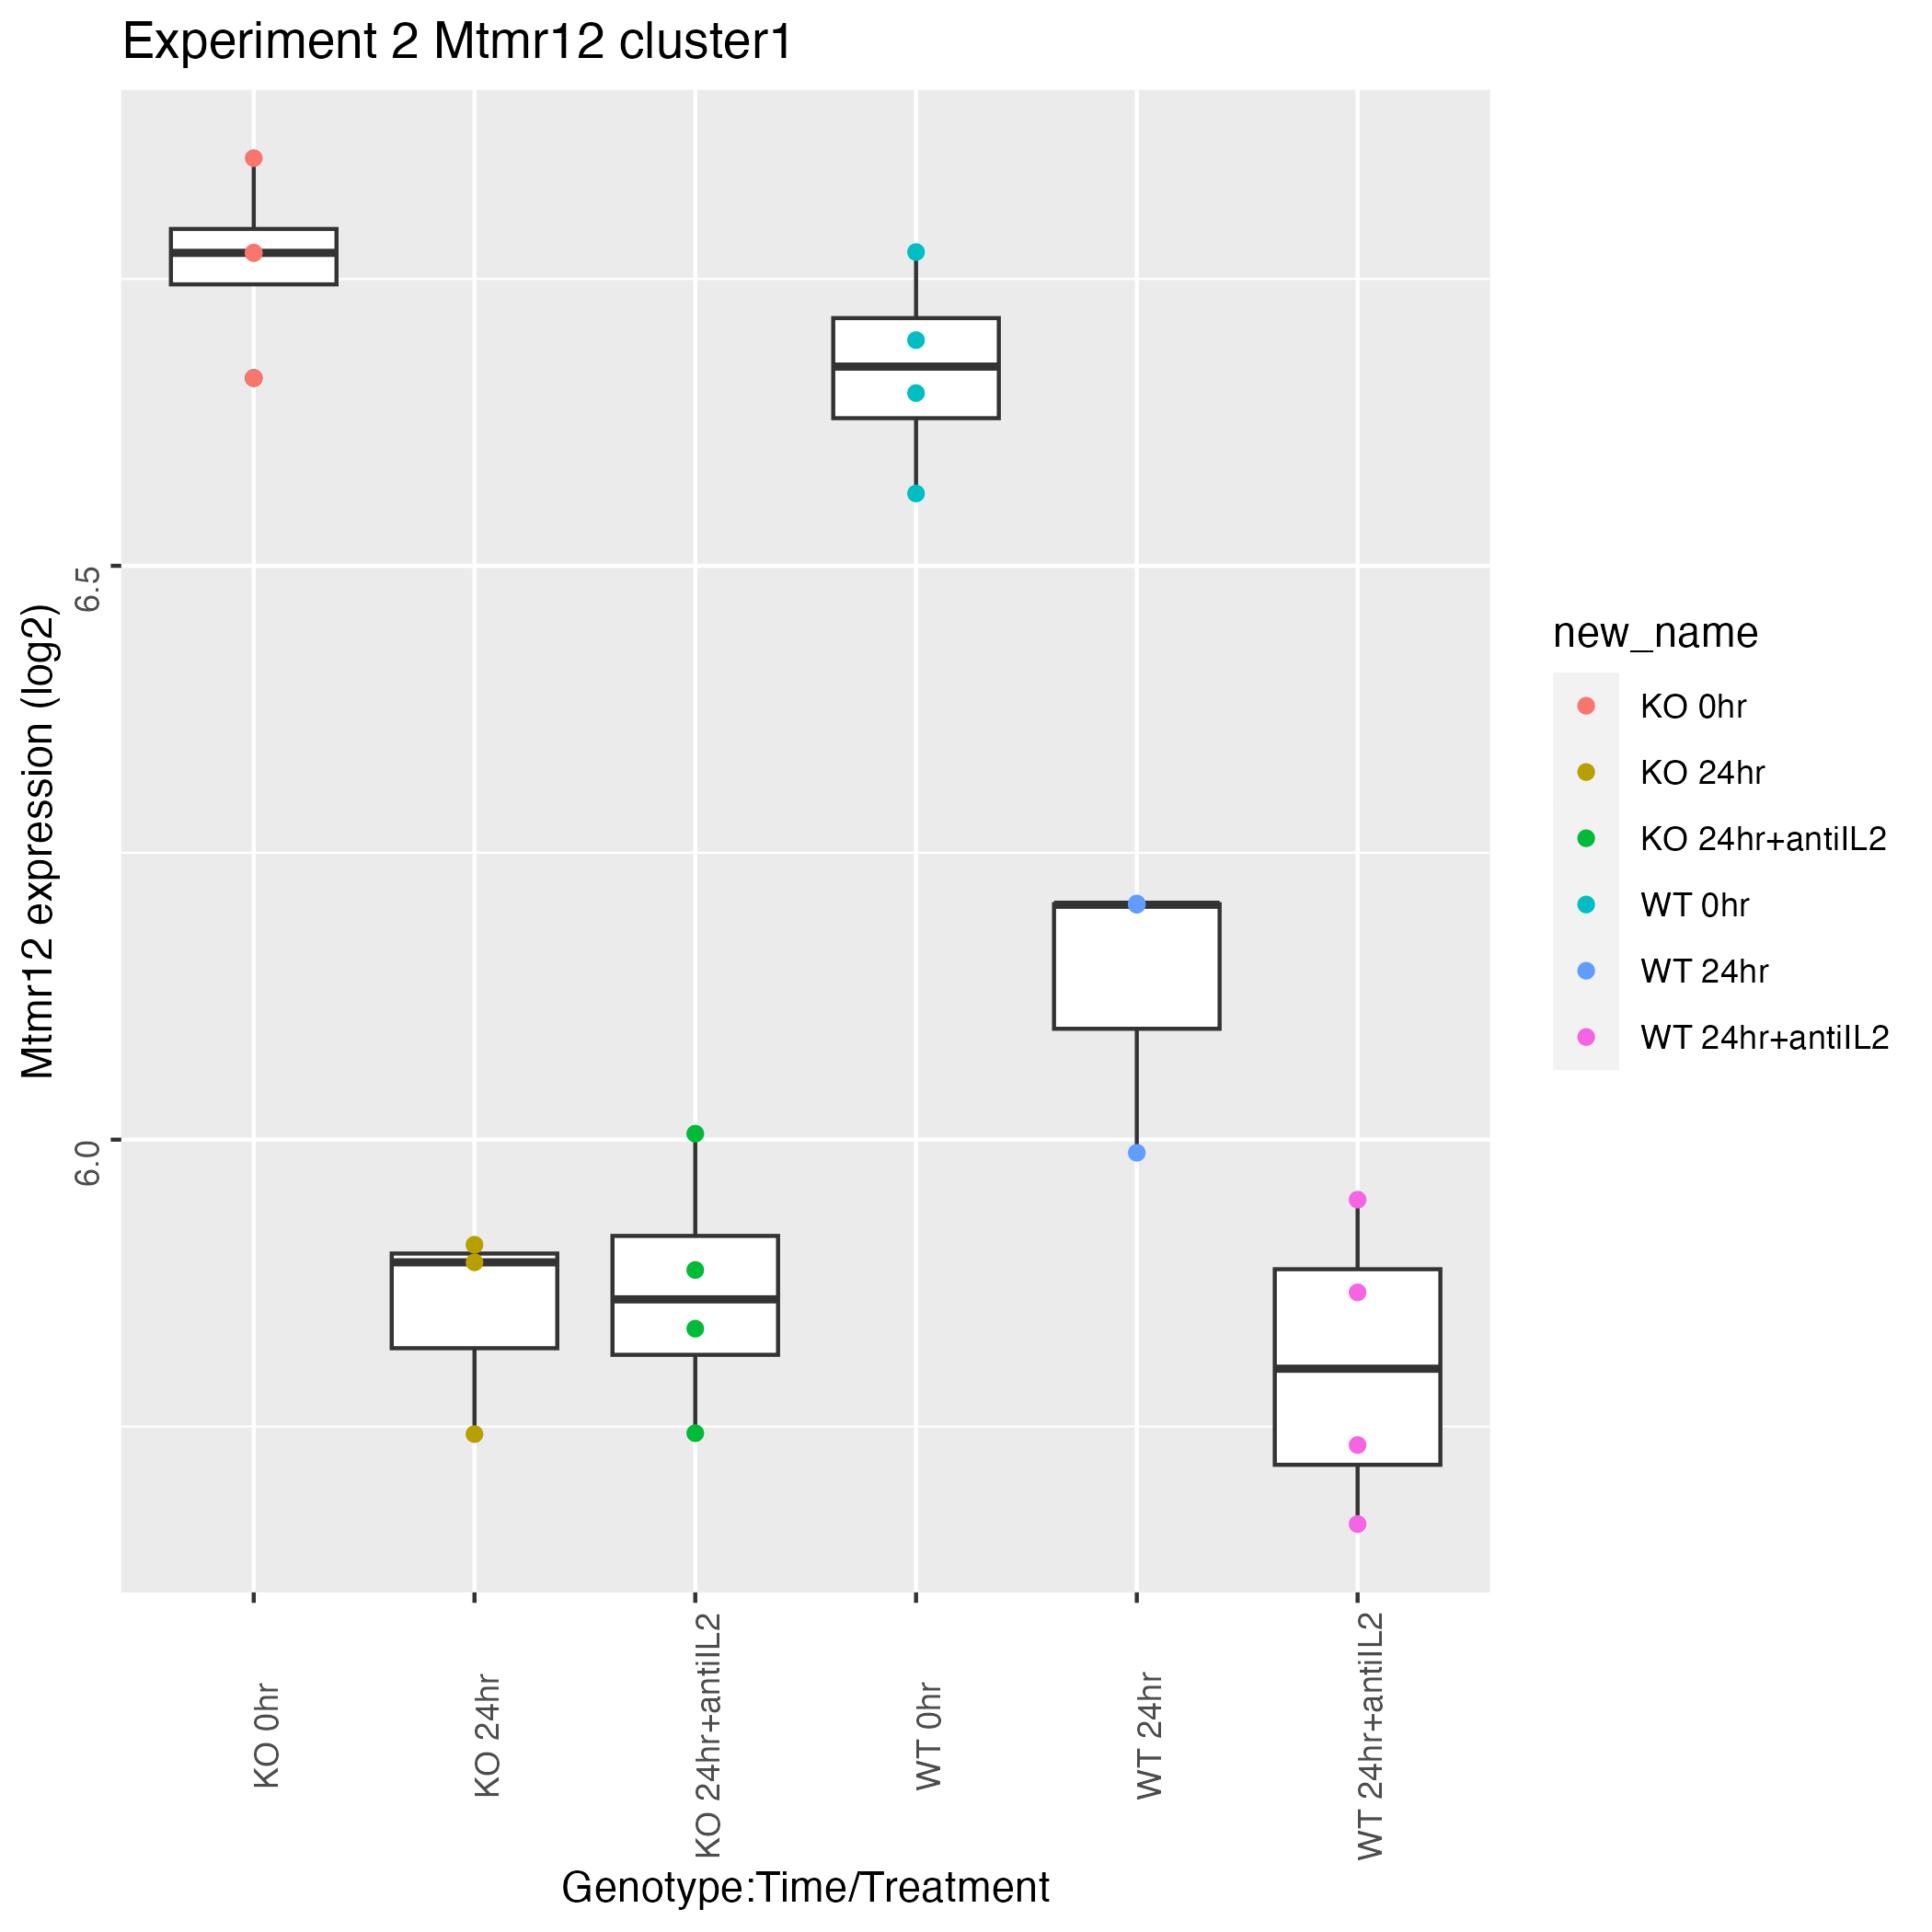 Experiment 2 Mtmr12 cluster1
Mtmr12 expression (log2)
6.5
6.0
KO 0hr
KO 24hr
KO 24hr+antiIL2
WT 0hr
WT 24hr
WT 24hr+antiIL2
Genotype:Time/Treatment
new_name
KO 0hr
KO 24hr
KO 24hr+antiIL2
WT 0hr
WT 24hr
WT 24hr+antiIL2